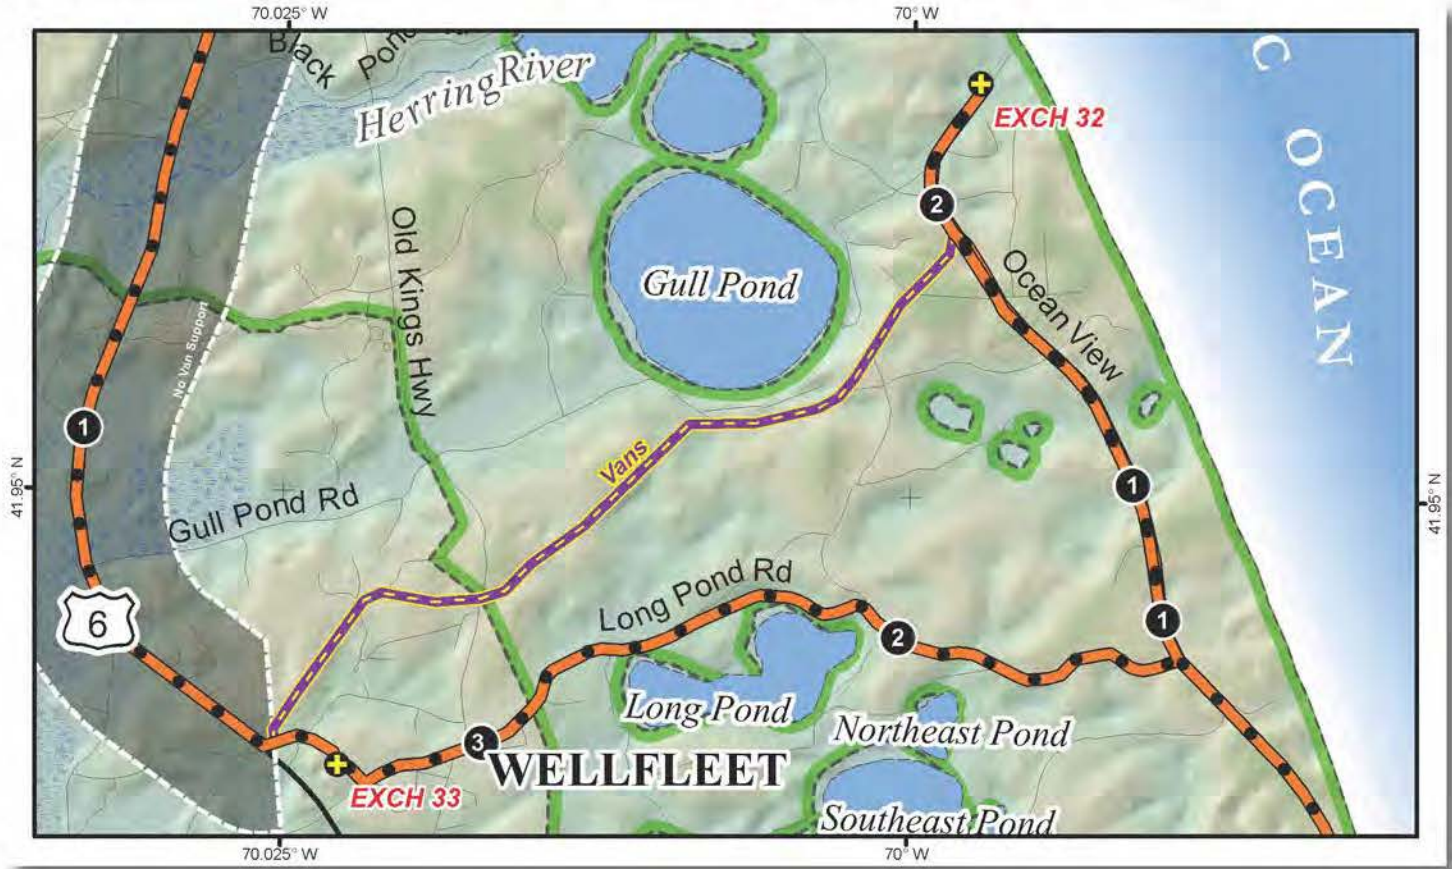 70.025° W
70° W
Black
Herring River
C OCEAN
EXCH 32
2
Old Kings Hwy
Gull Pond
Ocean View
No Van Support
1
Vans
1
41.95° N
41.95° N
Gull Pond Rd
6
Long Pond Rd
1
2
Long Pond
Northeast Pond
3
WELLFLEET
EXCH 33
Southeast Pond
70.025° W
70° W